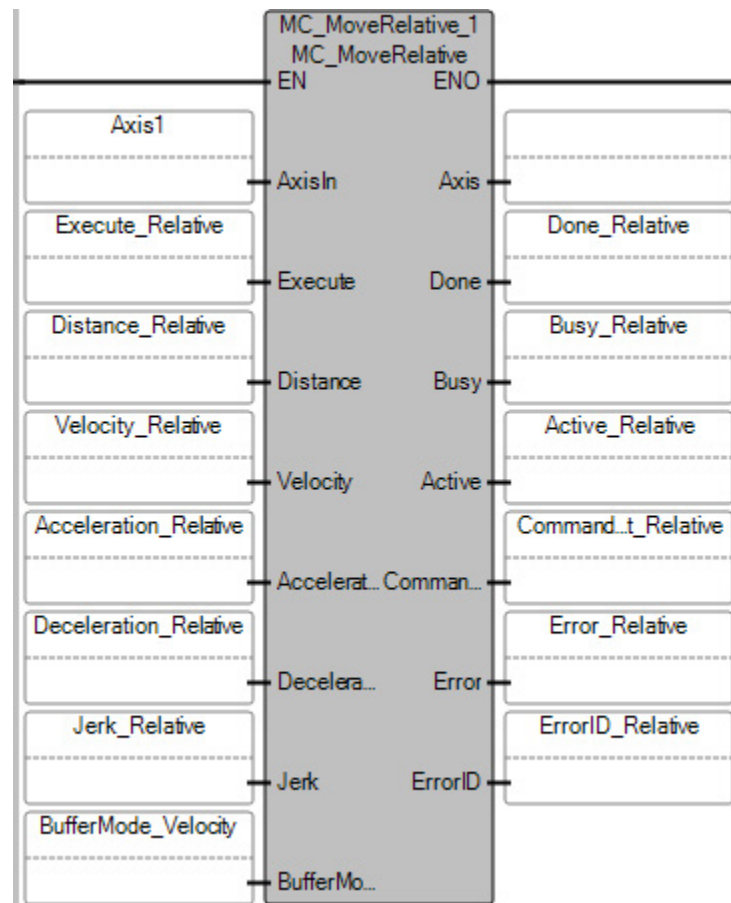 MC_MoveRelative_1
MC_MoveRelative
EN ENO
Axis1
AxisIn Axis
Execute_Relative Done_Relative
Execute Done
Distance_Relative Busy_Relative
Distance Busy
Velocity_Relative Active_Relative
Velocity Active
Acceleration_Relative Command...t_Relative
Accelerat... Comman...
Deceleration_Relative Error_Relative
Decelera... Error
Jerk_Relative ErrorID_Relative
Jerk ErrorID
BufferMode_Velocity
BufferMo...